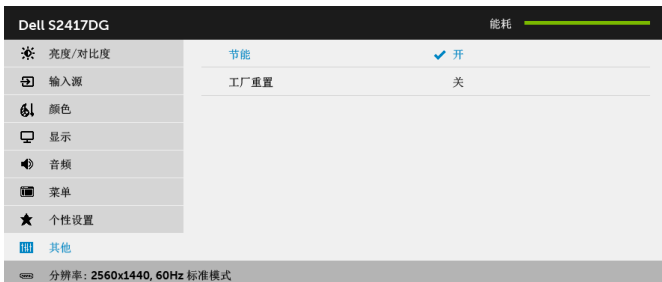 Dell S2417DG 能耗
亮度/对比度 节能 开
输入源 工厂重置 关
颜色
显示
音频
菜单
个性设置
其他
分辨率: 2560x1440, 60Hz 标准模式